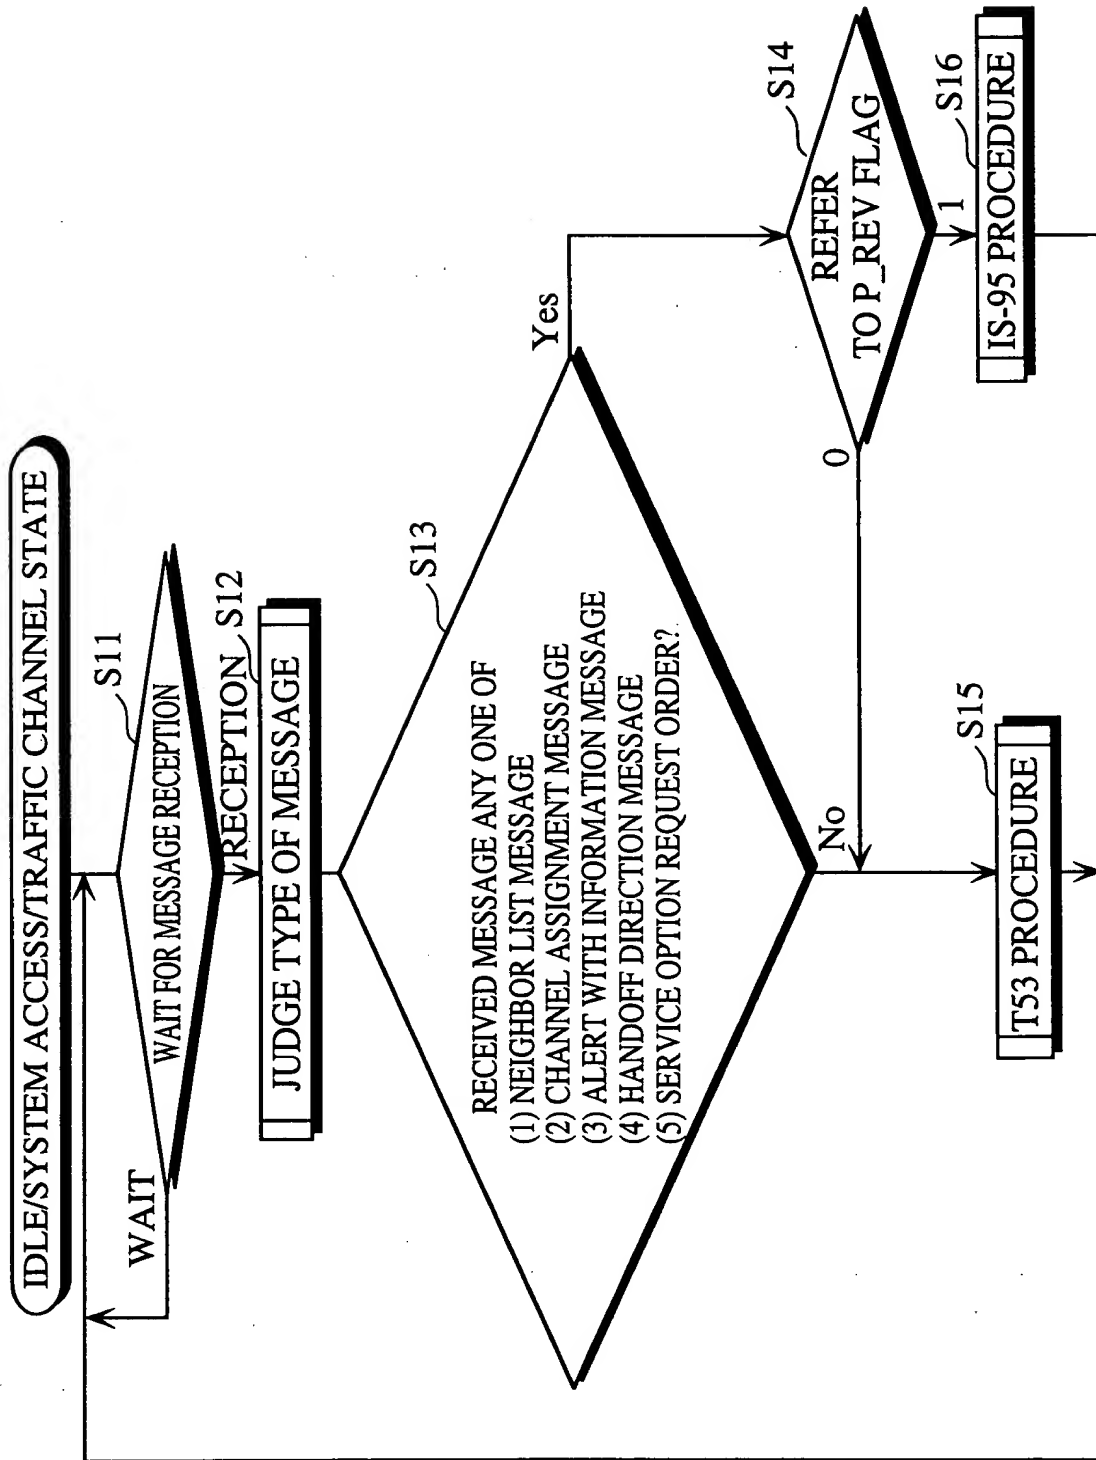 IDLE/SYSTEM ACCESS/TRAFFIC CHANNEL STATE
S11
WAIT FOR MESSAGE RECEPTION
WAIT
RECEPTION
S12
JUDGE TYPE OF MESSAGE
S13
RECEIVED MESSAGE ANY ONE OF
(1) NEIGHBOR LIST MESSAGE
(2) CHANNEL ASSIGNMENT MESSAGE
(3) ALERT WITH INFORMATION MESSAGE
(4) HANDOFF DIRECTION MESSAGE
(5) SERVICE OPTION REQUEST ORDER?
Yes
No
S14
REFER
TO P_REV FLAG
0
1
S15
T53 PROCEDURE
S16
IS-95 PROCEDURE